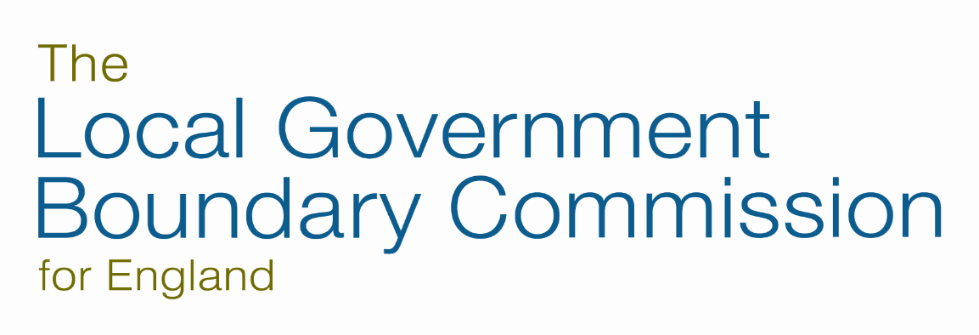 The
Local Government
Boundary Commission
for England